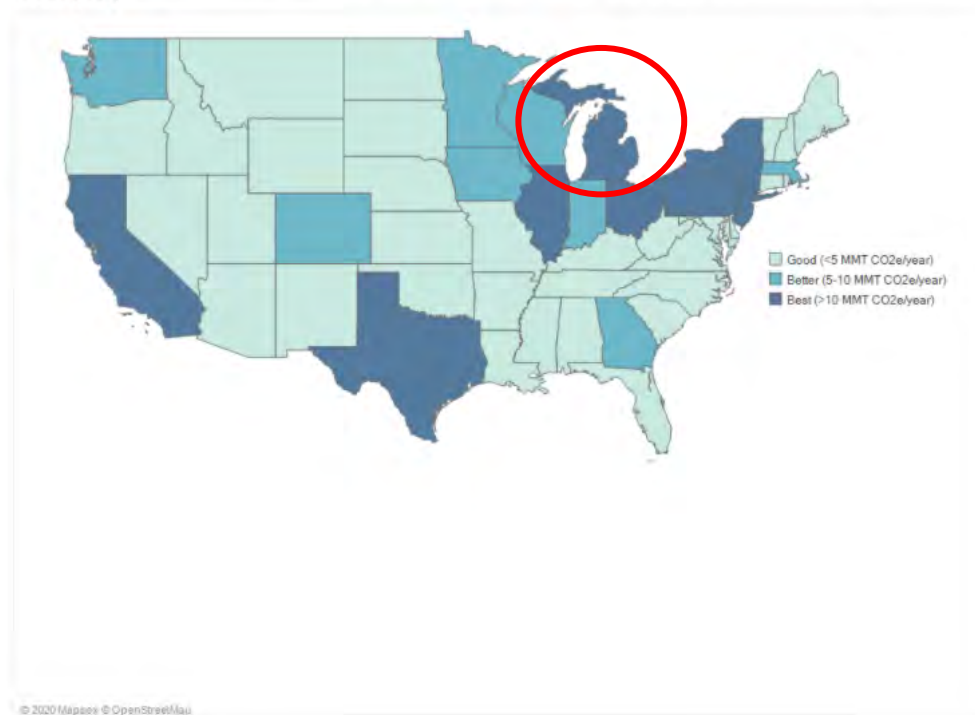 Good (<5 MMT CO2e/year)
Better (5-10 MMT CO2e/year)
Best (>10 MMT CO2e/year)
© 2020 Mapbox © OpenStreetMap